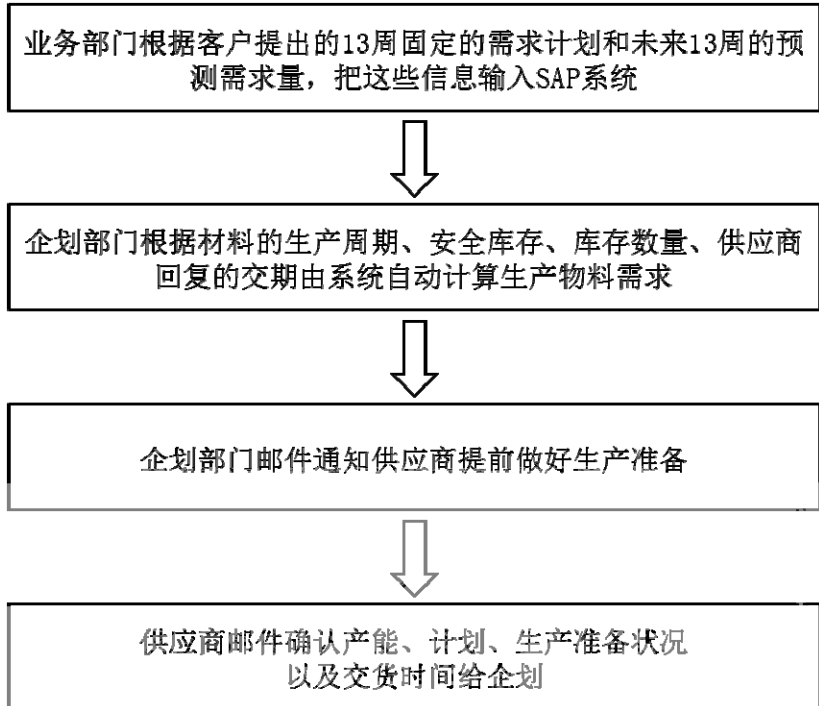 业务部门根据客户提出的13周固定的需求计划和未来13周的预
测需求量，把这些信息输入SAP系统
企划部门根据材料的生产周期、安全库存、库存数量、供应商
回复的交期由系统自动计算生产物料需求
企划部门邮件通知供应商提前做好生产准备
供应商邮件确认产能、计划、生产准备状况
以及交货时间给企划